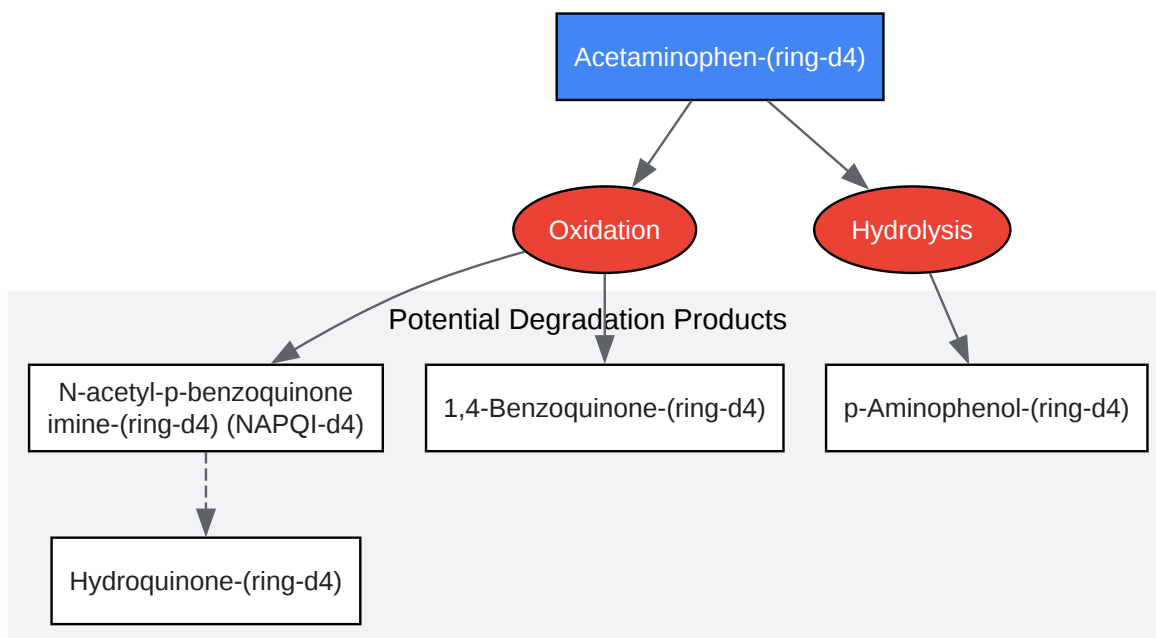 Acetaminophen-(ring-d4)
Oxidation
Hydrolysis
Potential Degradation Products
N-acetyl-p-benzoquinone
imine-(ring-d4) (NAPQI-d4)
1,4-Benzoquinone-(ring-d4)
p-Aminophenol-(ring-d4)
Hydroquinone-(ring-d4)